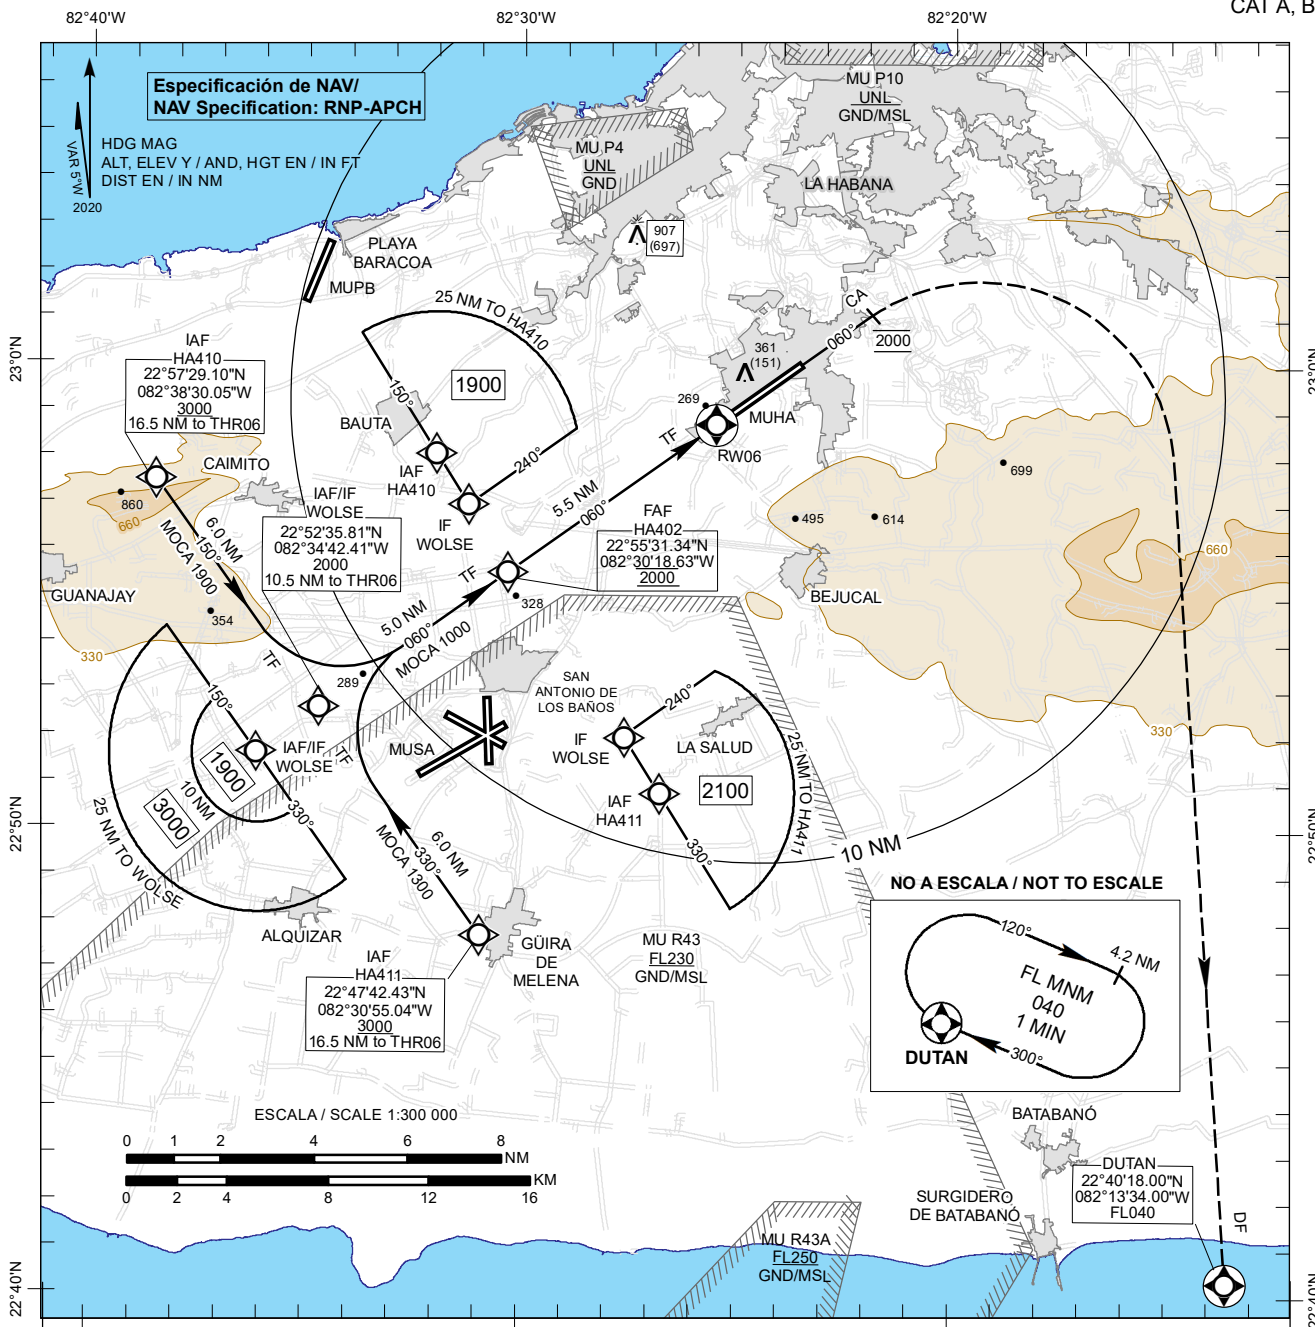 82°40'W
82°30'W
82°20'W
CAT A, B
Especificación de NAV/
NAV Specification: RNP-APCH
VAR 5°W
2020
HDG MAG
ALT, ELEV Y / AND, HGT EN / IN FT
DIST EN / IN NM
MU P10
UNL
GND/MSL
MU P4
UNL
GND
LA HABANA
907
(697)
PLAYA
BARACOA
MUPB
25 NM TO HA410
1900
150°
240°
IAF
HA410
IF
WOLSE
BAUTA
IAF
HA410
22°57'29.10"N
082°38'30.05"W
3000
16.5 NM to THR06
23°0'N
23°0'N
CA
060°
2000
361
(151)
269
MUHA
RW06
TF
CAIMITO
860
660
6.0 NM
150°
MOCA 1900
IAF/IF
WOLSE
22°52'35.81"N
082°34'42.41"W
2000
10.5 NM to THR06
5.5 NM
060°
FAF
HA402
22°55'31.34"N
082°30'18.63"W
2000
699
495
614
660
GUANAJAY
354
330
TF
5.0 NM
060°
MOCA 1000
TF
328
BEJUCAL
289
SAN
ANTONIO DE
LOS BAÑOS
MUSA
330
150°
IAF/IF
WOLSE
1900
10 NM
3000
330°
25 NM TO WOLSE
TF
240°
IF
WOLSE
LA SALUD
2100
IAF
HA411
330°
25 NM TO HA411
22°50'N
22°50'N
10 NM
6.0 NM
330°
MOCA 1300
ALQUIZAR
GÜIRA
DE
MELENA
IAF
HA411
22°47'42.43"N
082°30'55.04"W
3000
16.5 NM to THR06
MU R43
FL230
GND/MSL
NO A ESCALA / NOT TO ESCALE
120°
4.2 NM
FL MNM
040
1 MIN
300°
DUTAN
ESCALA / SCALE 1:300 000
0 1 2 4 6 8
NM
KM
0 2 4 8 12 16
BATABANÓ
SURGIDERO
DE BATABANÓ
DUTAN
22°40'18.00"N
082°13'34.00"W
FL040
DF
MU R43A
FL250
GND/MSL
22°40'N
22°40'N